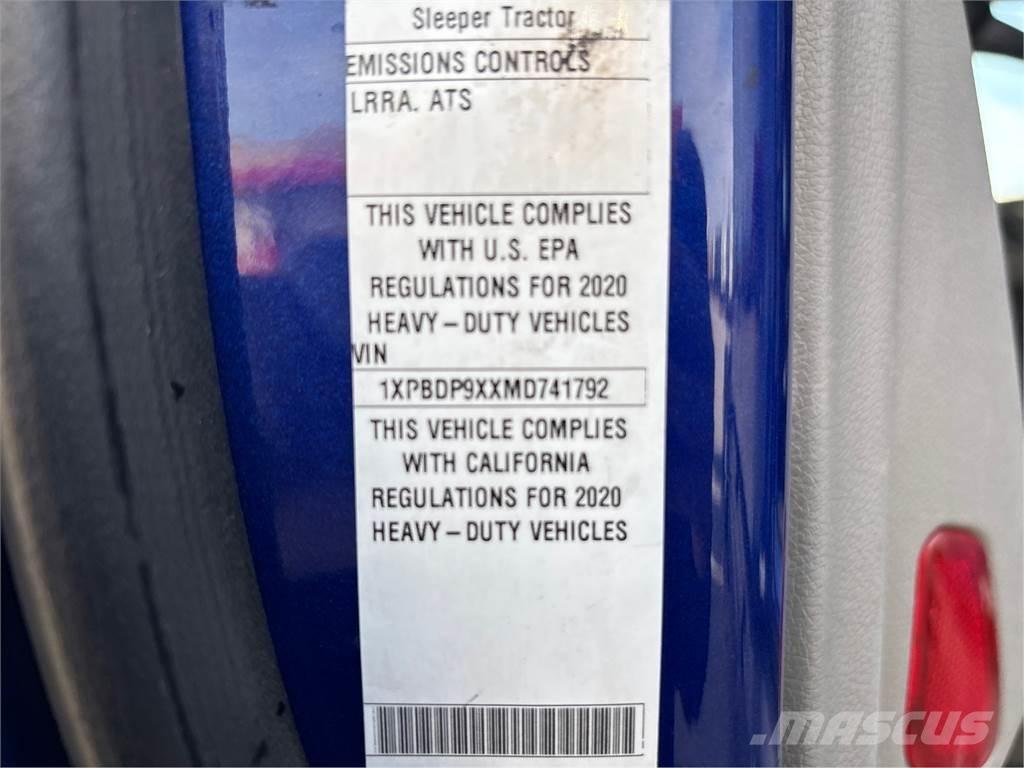 Sleeper Tractor
EMISSIONS CONTROLS
LRRA. ATS
THIS VEHICLE COMPLIES
WITH U.S. EPA
REGULATIONS FOR 2020
HEAVY-DUTY VEHICLES
VIN
1XPBDP9XXMD741792
THIS VEHICLE COMPLIES
WITH CALIFORNIA
REGULATIONS FOR 2020
HEAVY-DUTY VEHICLES
MASCUS